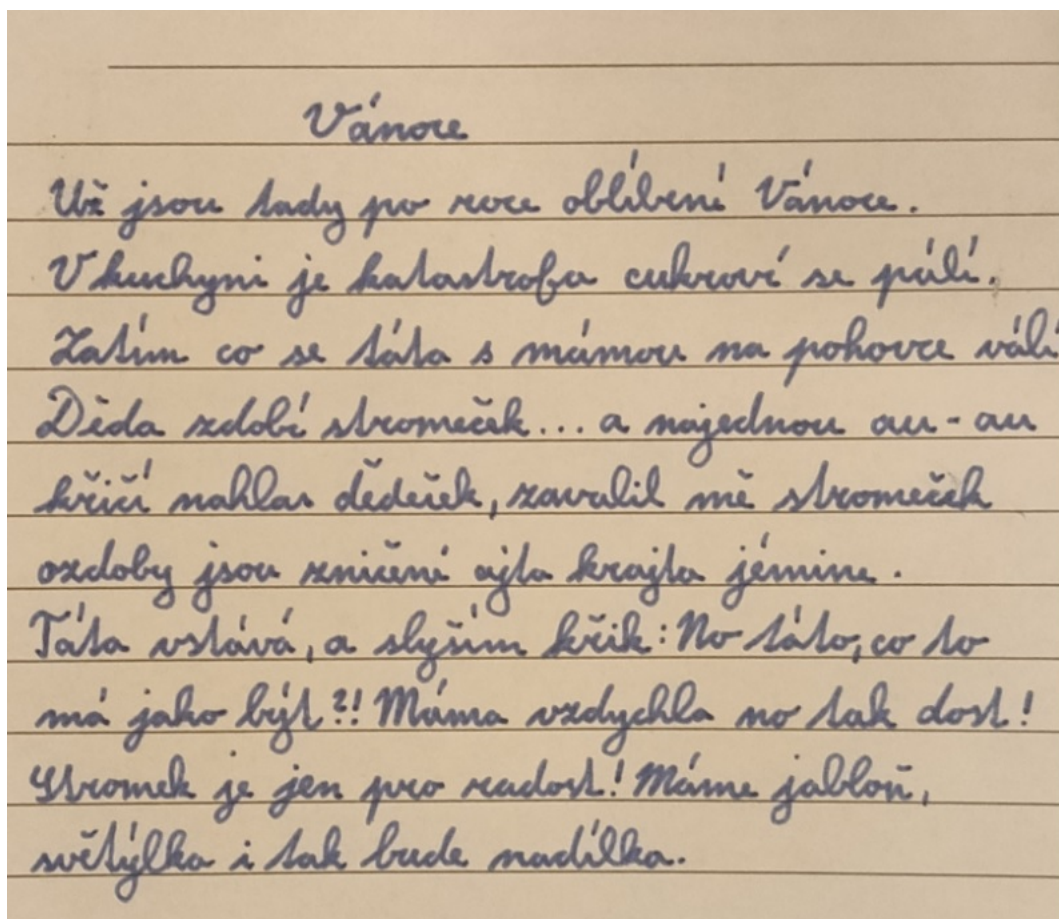 Vánoce
Už jsou tady po roce oblíbení Vánoce.
V kuchyni je katastrofa cukroví se pálí.
Zatím co se táta s mámou na pohovce válí
Děda zdobí stromeček... a najednou au-au
křičí nahlas dědeček, zavalil mě stromeček
ozdoby jsou zničení ajta krajta jémine.
Táta vstává, a slyším křik: No táto, co to
má jako být?! Máma vzdychla no tak dost!
Stromek je jen pro radost! Máme jabloň,
světýlka i tak bude nadílka.